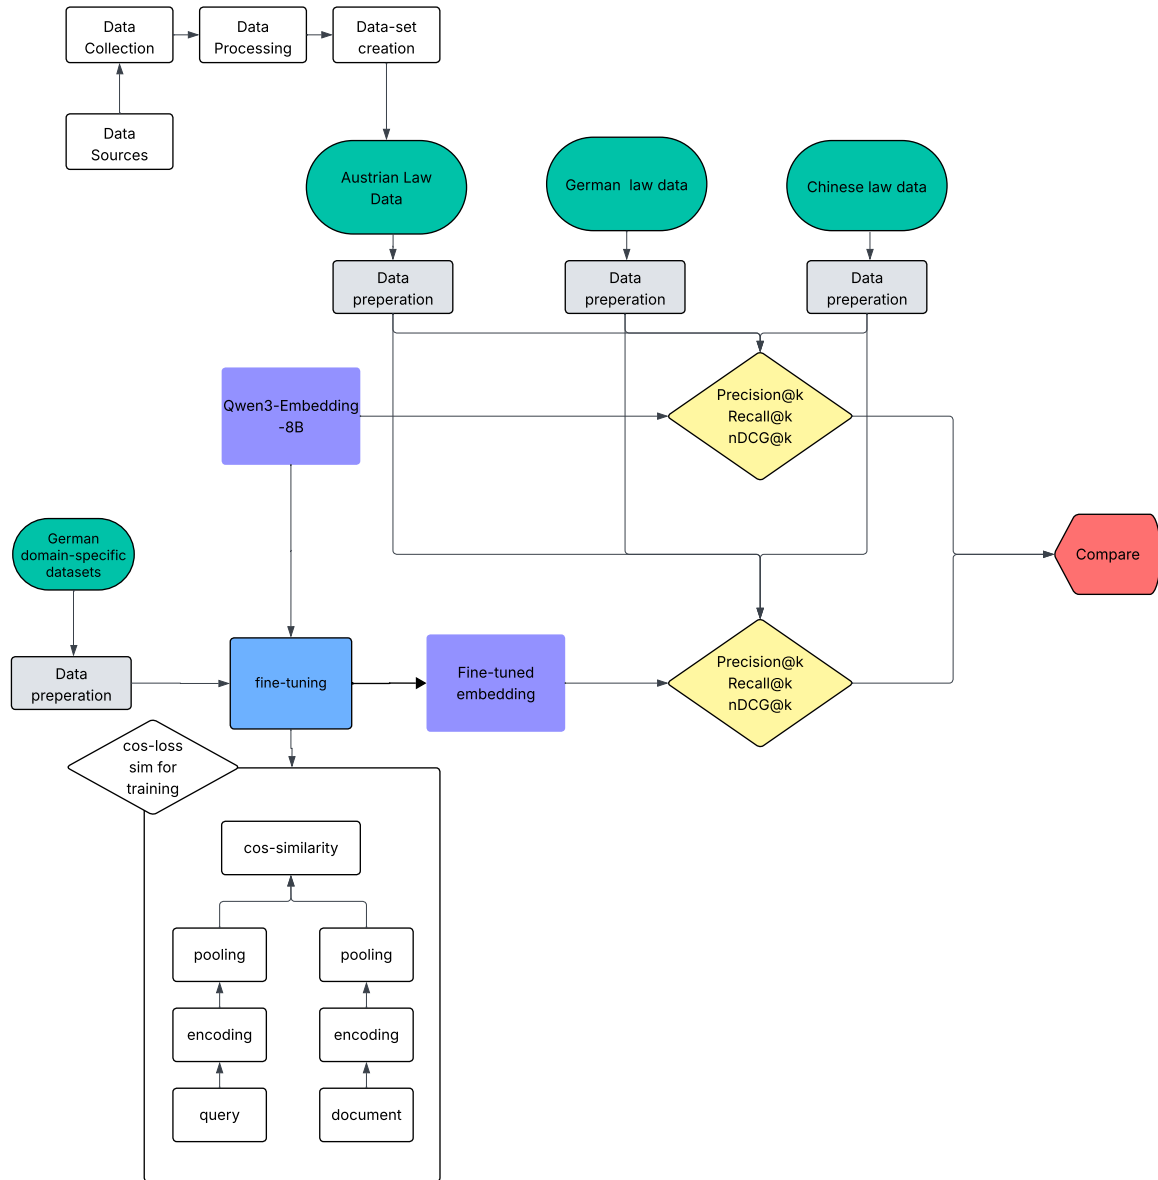 Data
Collection
Data
Processing
Data-set
creation
Data
Sources
Austrian Law
Data
German  law data
Chinese law data
Data
preperation
Data
preperation
Data
preperation
Qwen3-Embedding
-8B
Precision@k
Recall@k
nDCG@k
German
domain-specific
datasets
Compare
Data
preperation
fine-tuning
Fine-tuned
embedding
Precision@k
Recall@k
nDCG@k
cos-loss
sim for
training
cos-similarity
pooling
pooling
encoding
encoding
query
document